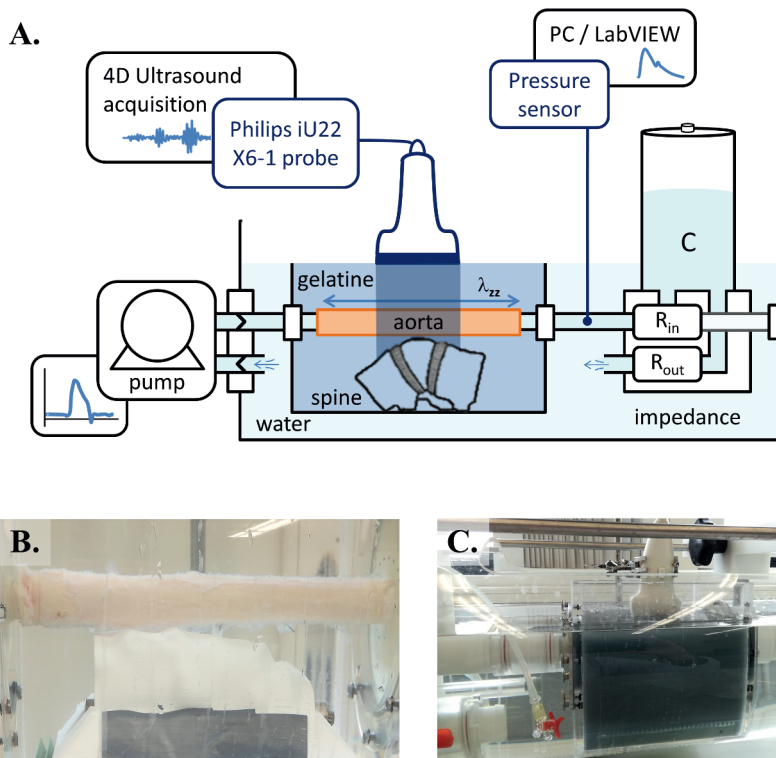 A.
4D Ultrasound
acquisition
Philips iU22
X6-1 probe
PC / LabVIEW
Pressure
sensor
C
gelatine
λzz
aorta
Rin
Rout
pump
spine
water
impedance
B.
C.